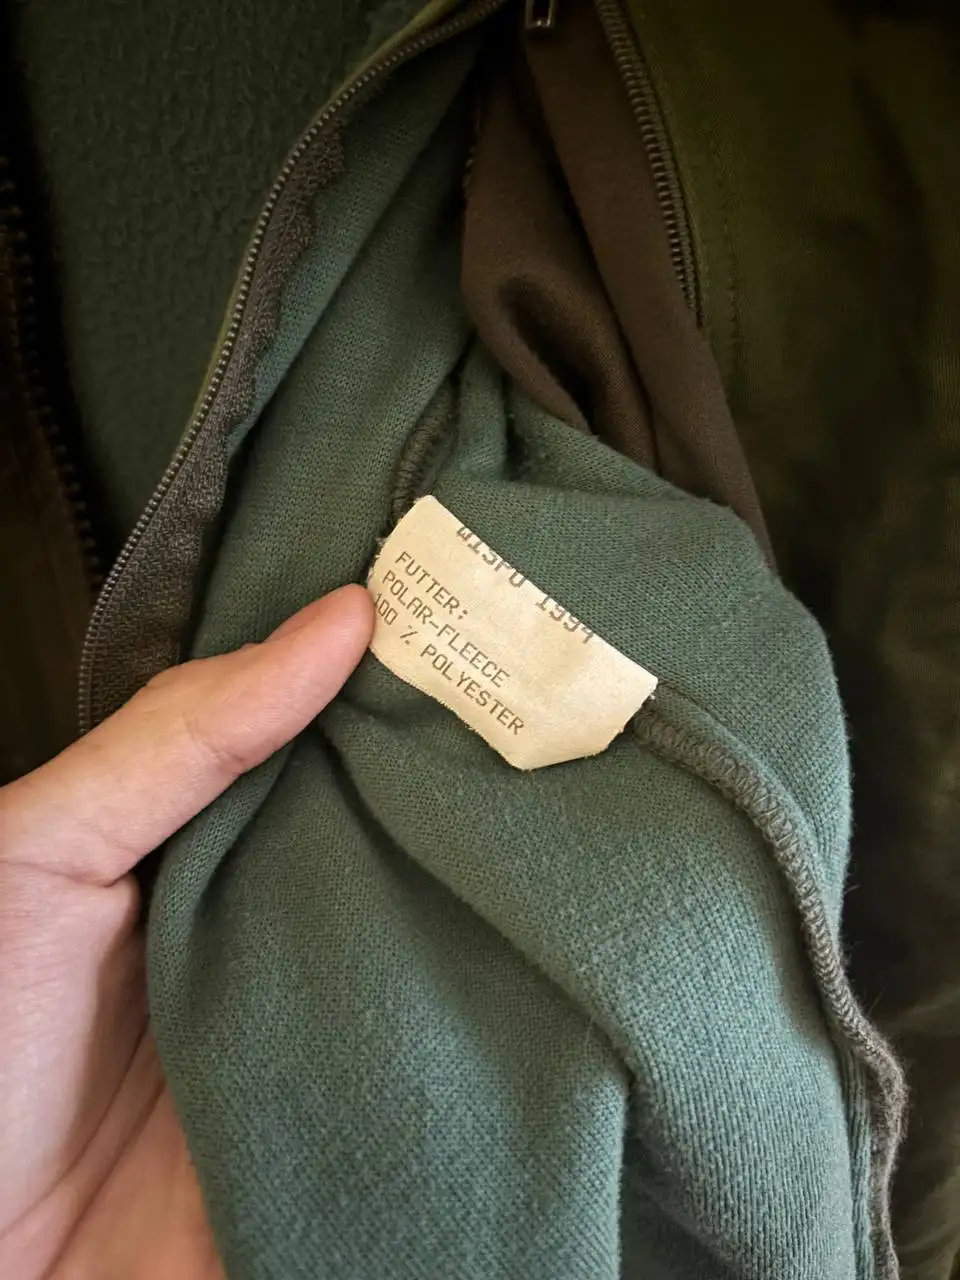 WISPO 1994
FUTTER:
POLAR-FLEECE
100 % POLYESTER